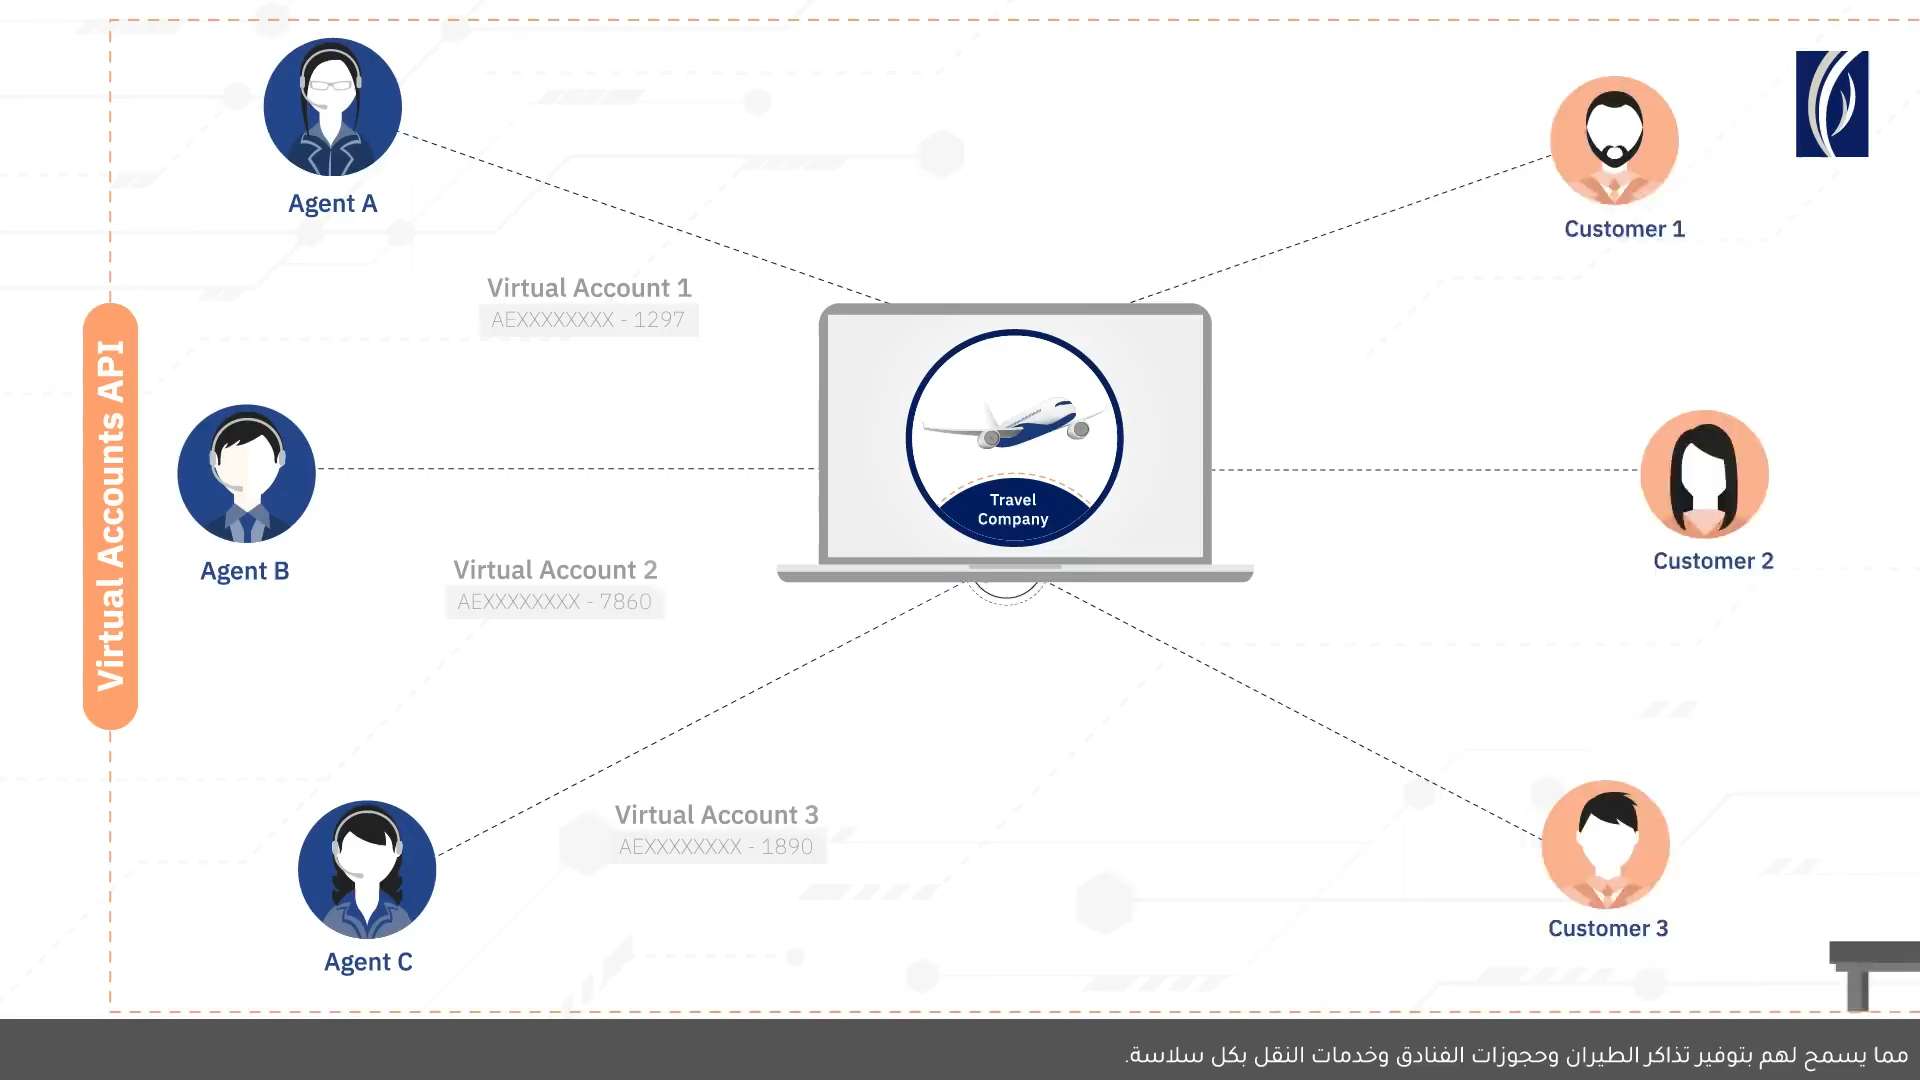 Agent A
Customer 1
Virtual Account 1
AEXXXXXXXX - 1297
Virtual Accounts API
Travel
Company
Agent B
Customer 2
Virtual Account 2
AEXXXXXXXX - 7860
Virtual Account 3
AEXXXXXXXX - 1890
Customer 3
Agent C
مما يسمح لهم بتوفير تذاكر الطيران وحجوزات الفنادق وخدمات النقل بكل سلاسة.